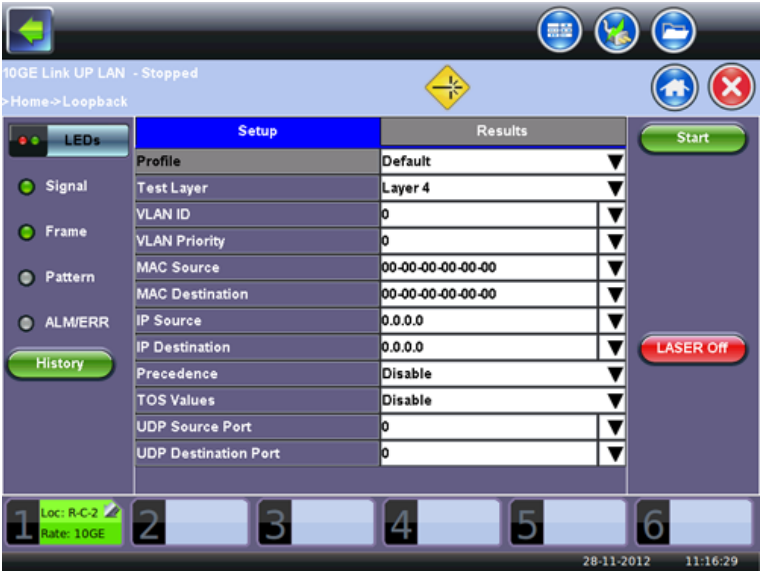 10GE Link UP LAN - Stopped
>Home->Loopback
LEDs
Signal
Frame
Pattern
ALM/ERR
History
Setup Results
Profile Default
Test Layer Layer 4
VLAN ID 0
VLAN Priority 0
MAC Source 00-00-00-00-00-00
MAC Destination 00-00-00-00-00-00
IP Source 0.0.0.0
IP Destination 0.0.0.0
Precedence Disable
TOS Values Disable
UDP Source Port 0
UDP Destination Port 0
Start
LASER Off
1 Loc: R-C-2
Rate: 10GE
2 3 4 5 6
28-11-2012 11:16:29